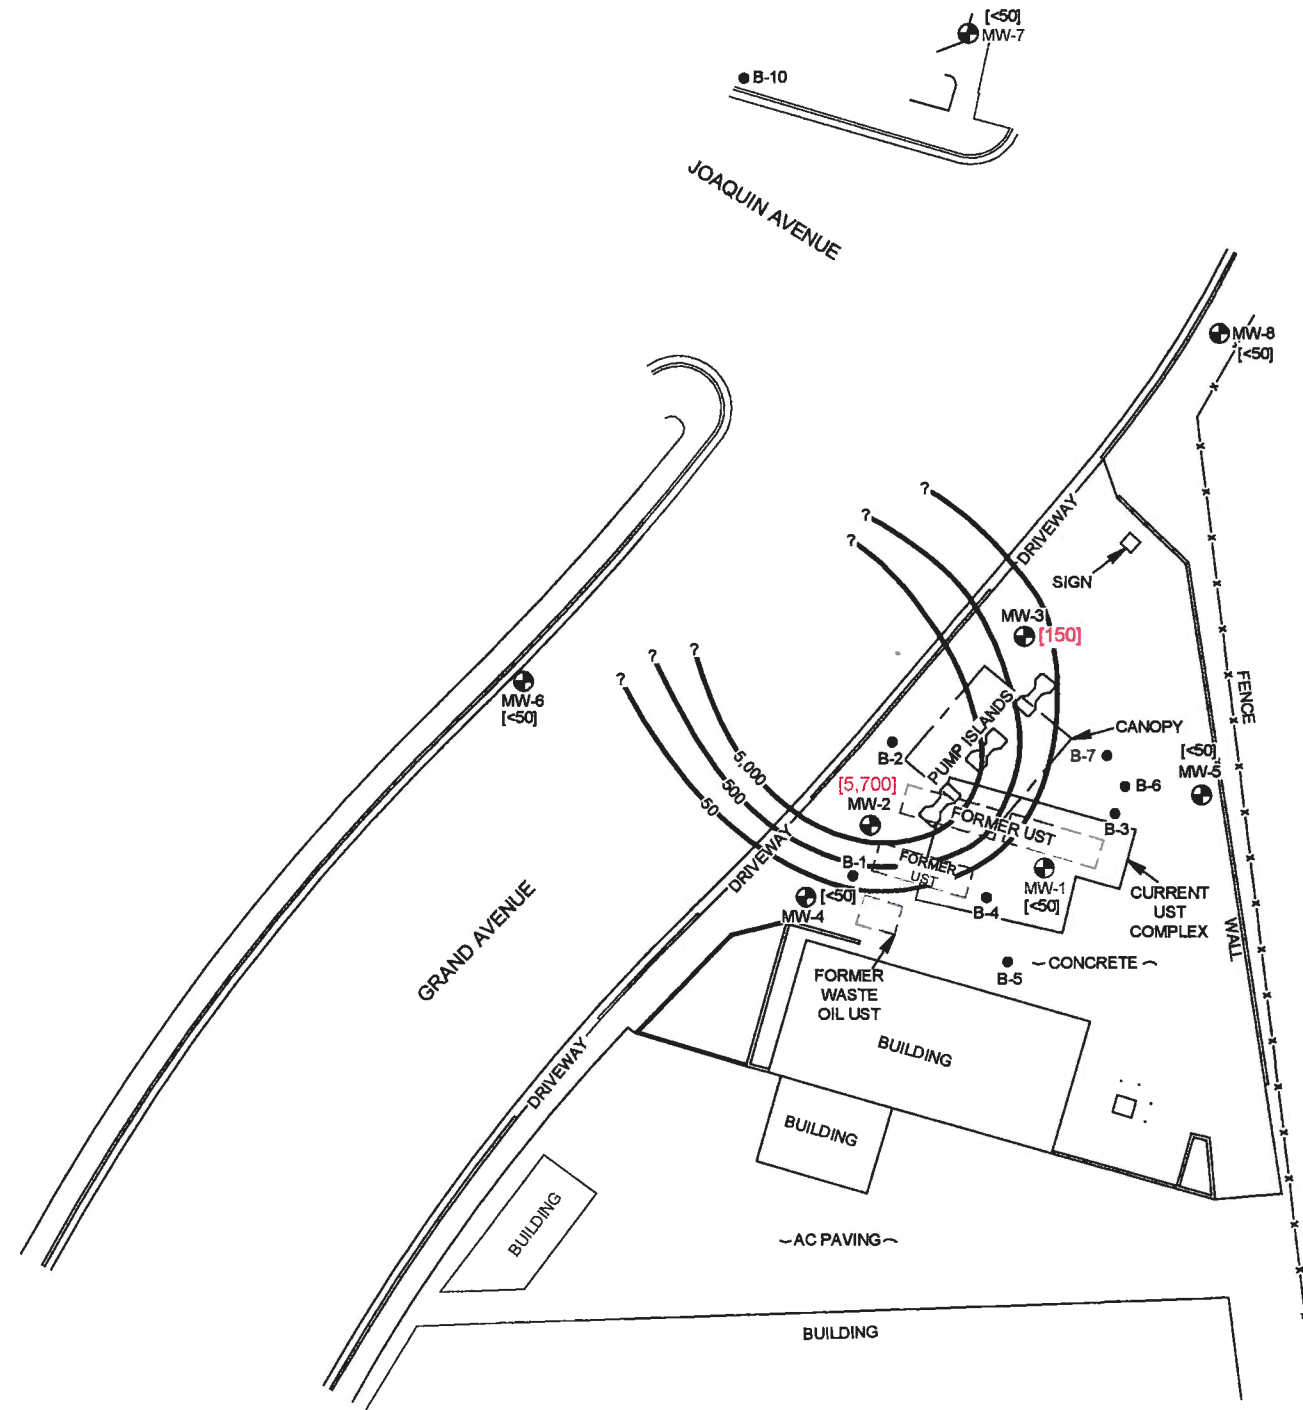 [<50]
MW-7
B-10
JOAQUIN AVENUE
MW-8
[<50]
?
?
?
DRIVEWAY
SIGN
MW-3
[150]
?
?
?
MW-6
[<50]
FENCE
PUMP ISLANDS
CANOPY
B-2
B-7
[<50]
MW-5
5,000
500
50
[5,700]
MW-2
B-6
B-3
FORMER UST
DRIVEWAY
B-1
FORMER
UST
MW-1
[<50]
[<50]
MW-4
B-4
CURRENT
UST
COMPLEX
WALL
GRAND AVENUE
B-5
CONCRETE
FORMER
WASTE
OIL UST
BUILDING
DRIVEWAY
BUILDING
BUILDING
AC PAVING
BUILDING